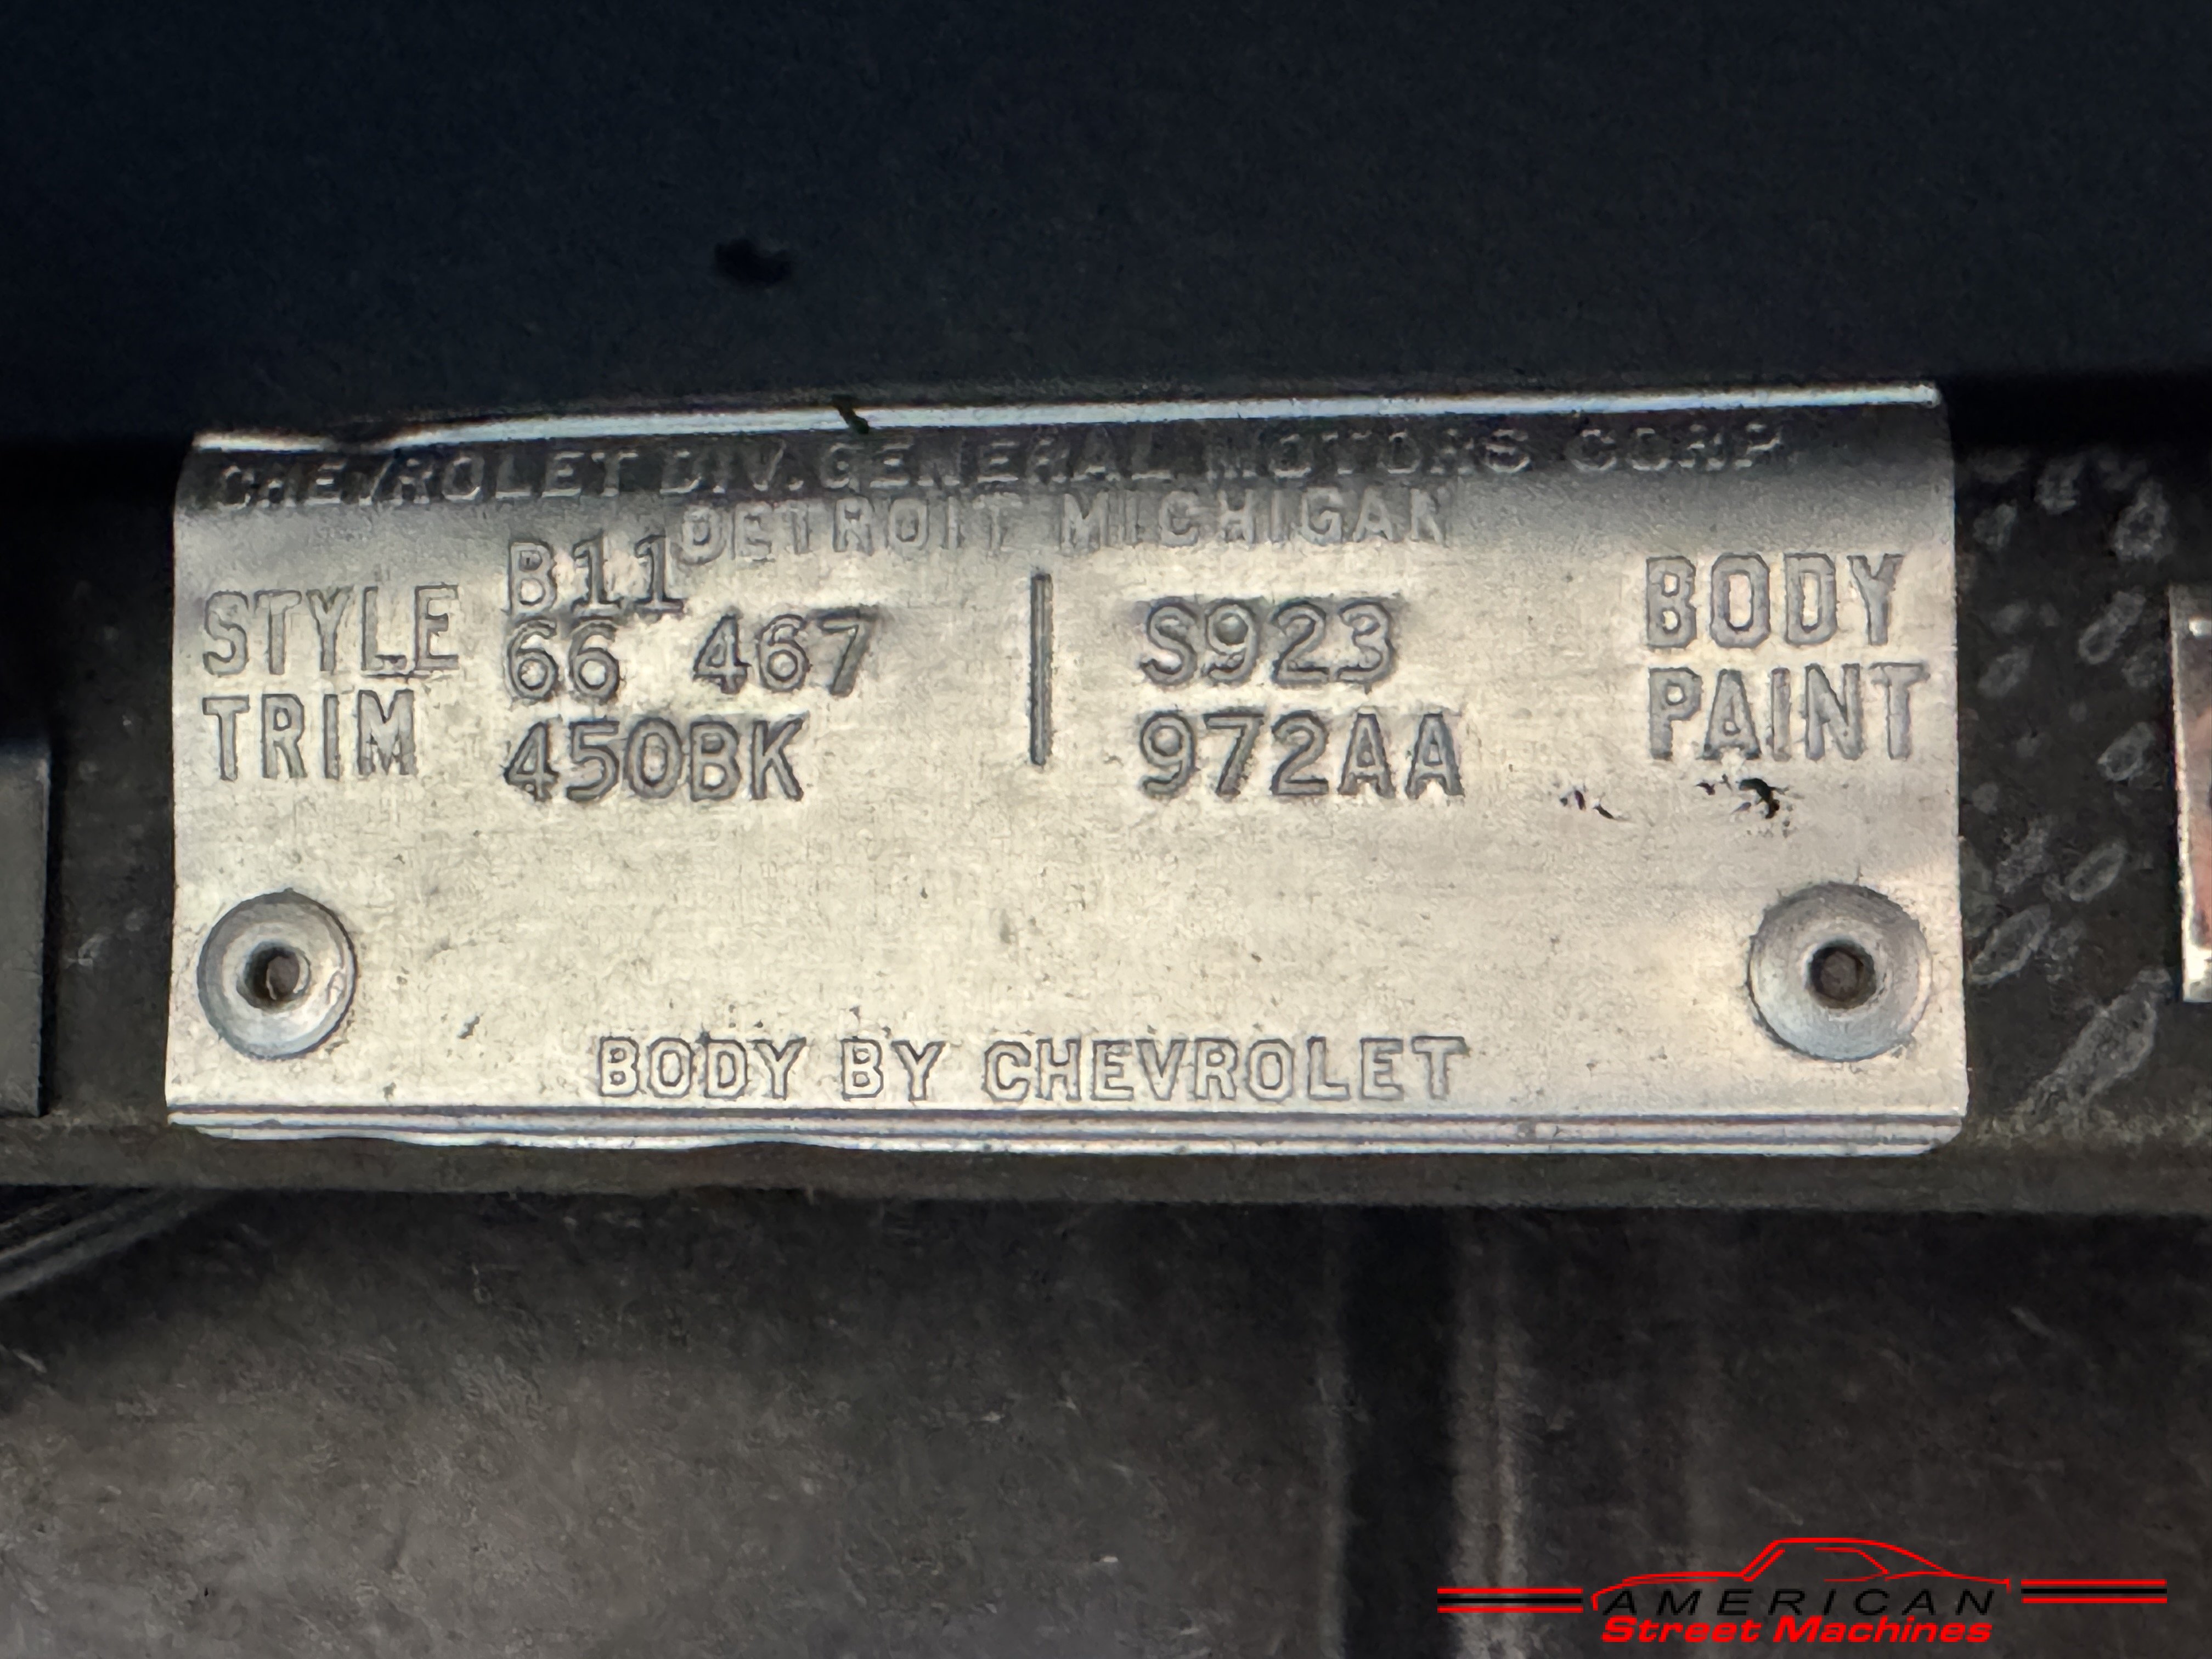 CHEVROLET DIV. GENERAL MOTORS CORP.
DETROIT MICHIGAN
B11
STYLE 66 467 S923 BODY
TRIM 450BK 972AA PAINT
BODY BY CHEVROLET
AMERICAN
Street Machines